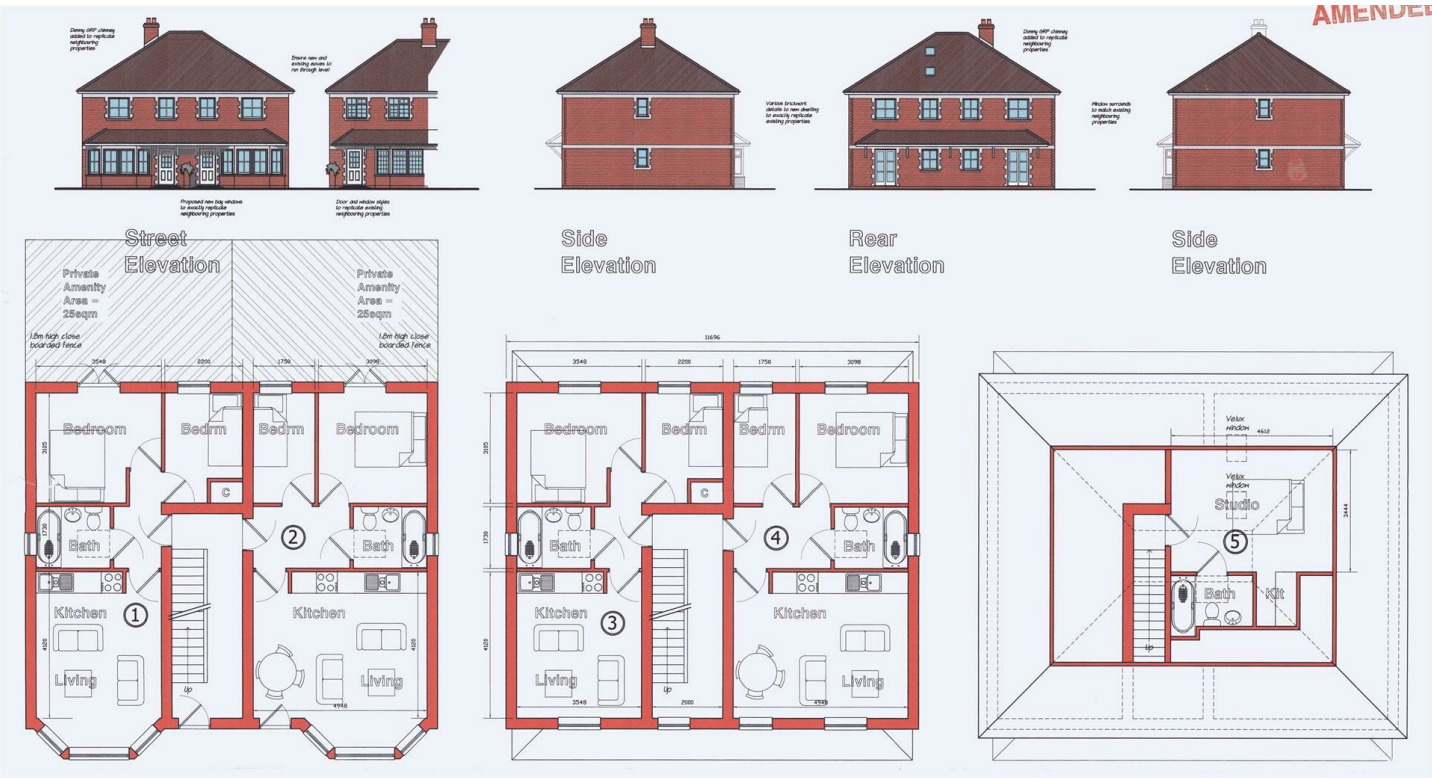 AMENDED
Dummy GRP chimney
added to replicate
neighbouring
properties
Ensure new and
existing eaves to
run through level
Various brickwork
details to new dwelling
to exactly replicate
existing properties
Dummy GRP chimney
added to replicate
neighbouring
properties
Window surrounds
to match existing
neighbouring
properties
Proposed new bay windows
to exactly replicate
neighbouring properties
Door and window styles
to replicate existing
neighbouring properties
Street
Elevation
Side
Elevation
Rear
Elevation
Side
Elevation
Private
Amenity
Area =
25sqm
Private
Amenity
Area =
25sqm
1.8m high close
boarded fence
1.8m high close
boarded fence
3548
2200
1750
3098
3105
Bedroom
Bedrm
Bedrm
Bedroom
C
1730
Bath
2
Bath
Kitchen
1
Kitchen
4120
4120
Living
Up
Living
4948
11696
3548
2200
1750
3098
3105
Bedroom
Bedrm
Bedrm
Bedroom
C
1730
Bath
4
Bath
Kitchen
3
Kitchen
4120
Living
Up
Living
3548
2000
4948
Velux
window
4612
Velux
window
Studio
3444
5
Bath
Kit
Up